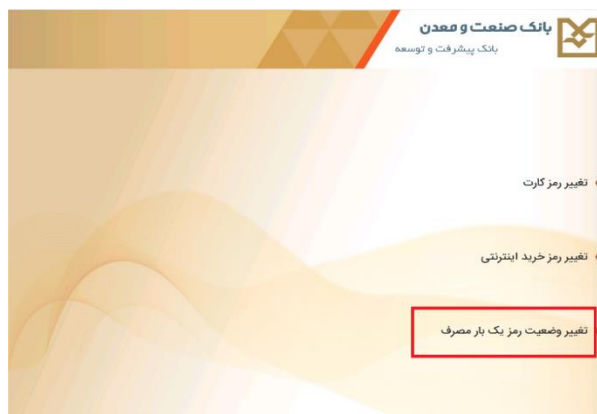 بانک صنعت و معدن
بانک پیشرفت و توسعه
تغییر رمز کارت
تغییر رمز خرید اینترنتی
تغییر وضعیت رمز یک بار مصرف